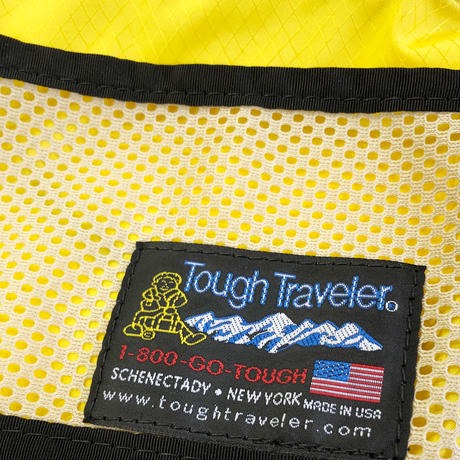 Tough Traveler®
1-800-GO-TOUGH
SCHENECTADY • NEW YORK MADE IN USA
www.toughtraveler.com